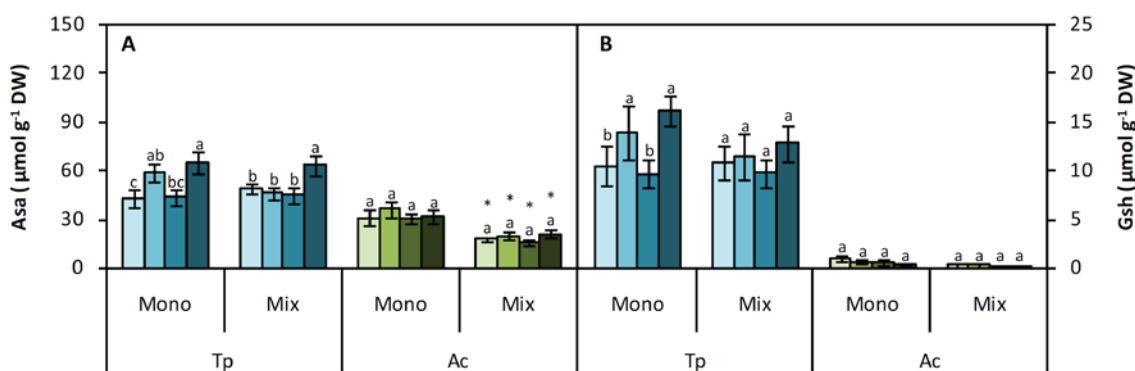 150
120
90
60
30
0
Asa ( µmol g-1 DW)
A
c
ab
bc
a
b
b
b
a
a
a
a
a
*
*
*
*
a
a
a
a
B
b
a
b
a
a
a
a
a
a
a
a
a
a
a
a
a
25
20
15
10
5
0
Gsh ( µmol g-1 DW)
Mono Mix Mono Mix Mono Mix Mono Mix
Tp Ac Tp Ac